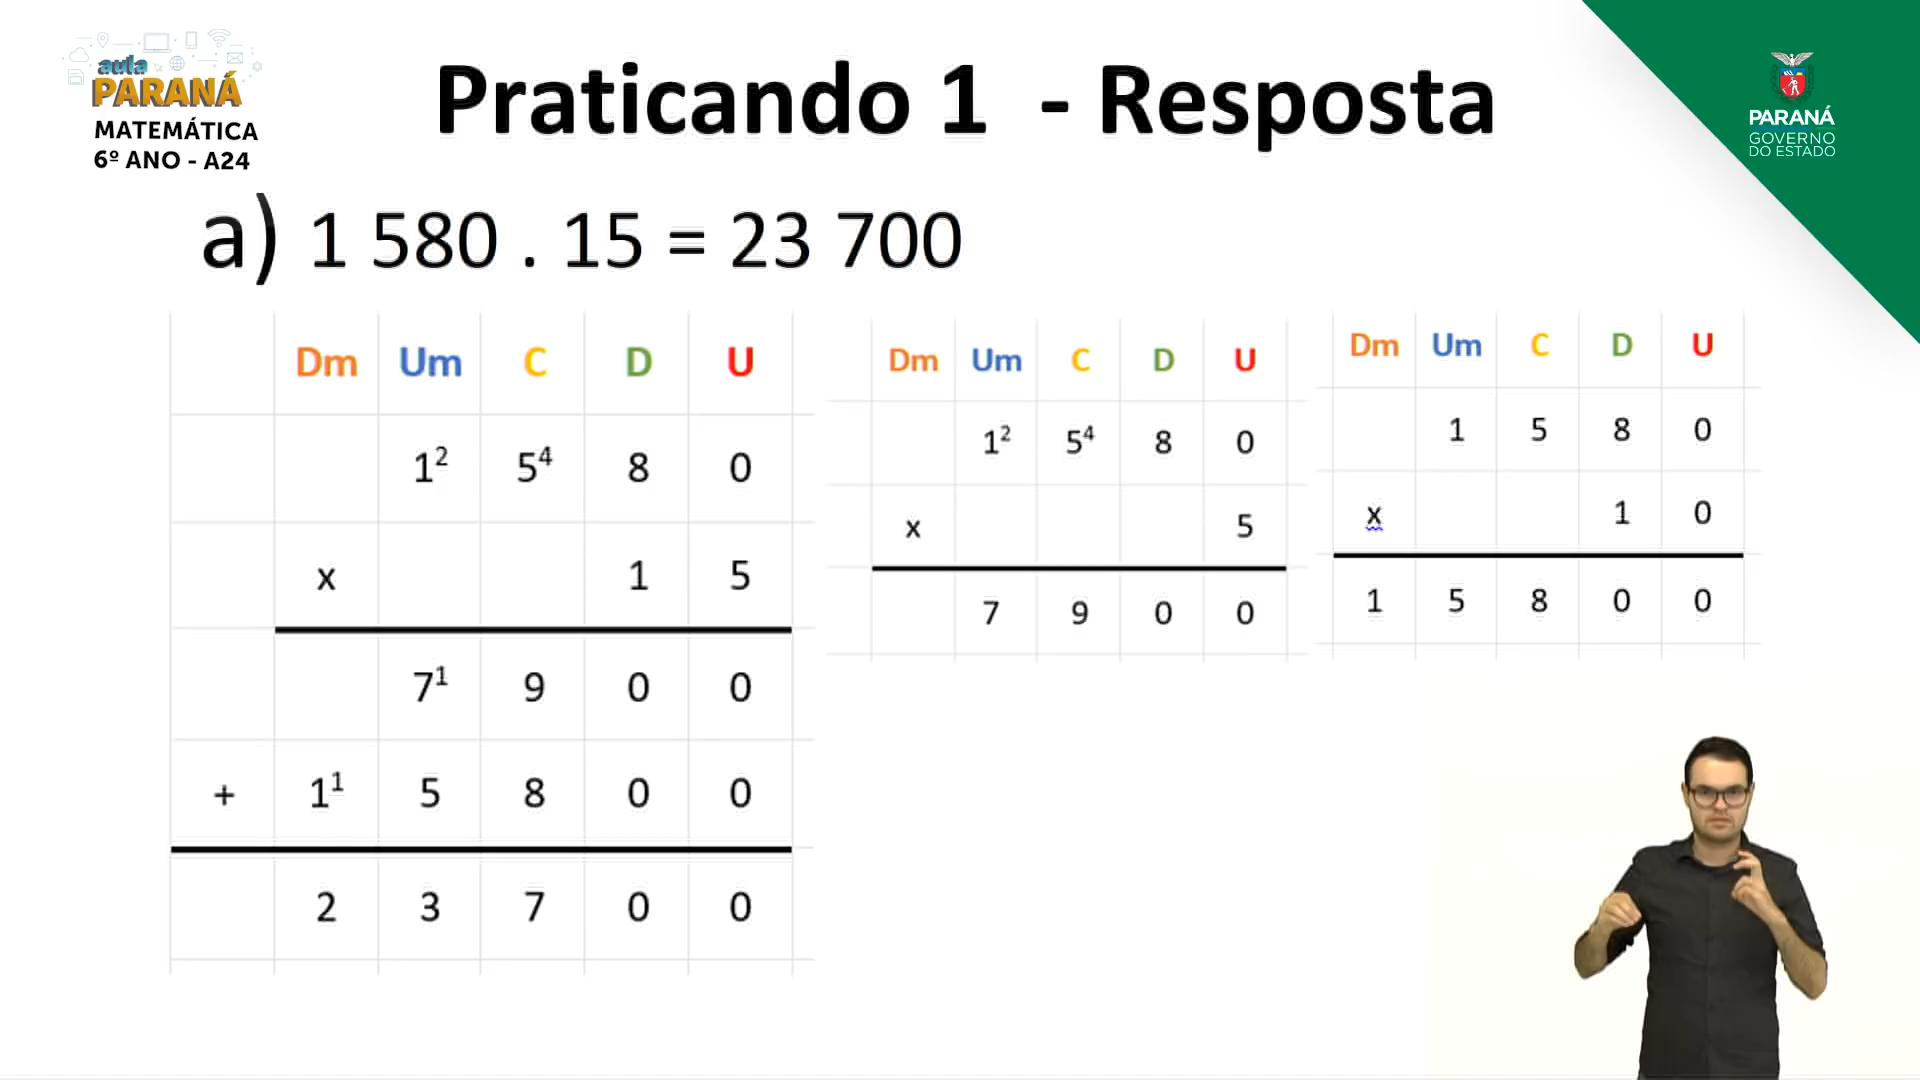 aula
PARANÁ
MATEMÁTICA
6º ANO - A24
Praticando 1 - Resposta
PARANÁ
GOVERNO
DO ESTADO
a) 1 580 . 15 = 23 700
Dm Um C D U
1² 5⁴ 8 0
x 1 5
7¹ 9 0 0
+ 1¹ 5 8 0 0
2 3 7 0 0
Dm Um C D U
1² 5⁴ 8 0
x 5
7 9 0 0
Dm Um C D U
1 5 8 0
x 1 0
1 5 8 0 0